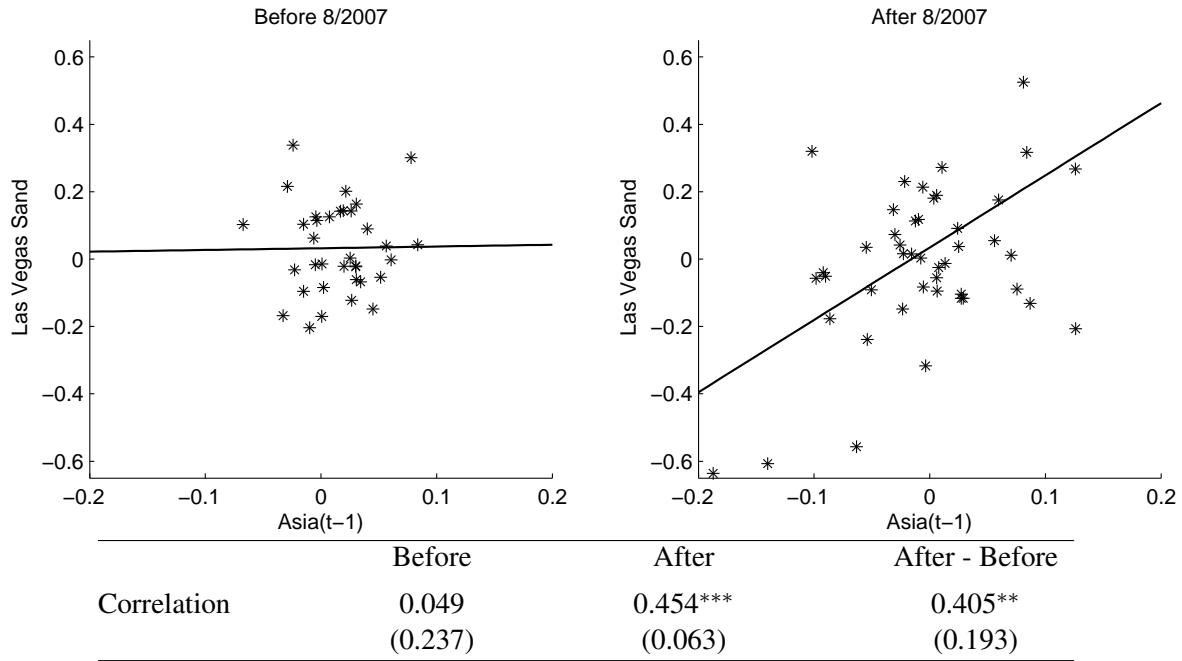 Before 8/2007
0.6
0.4
0.2
0
−0.2
−0.4
−0.6
Las Vegas Sand
−0.2 −0.1 0 0.1 0.2
Asia(t−1)
After 8/2007
0.6
0.4
0.2
0
−0.2
−0.4
−0.6
Las Vegas Sand
−0.2 −0.1 0 0.1 0.2
Asia(t−1)
Before After After - Before
Correlation 0.049 0.454*** 0.405**
(0.237) (0.063) (0.193)